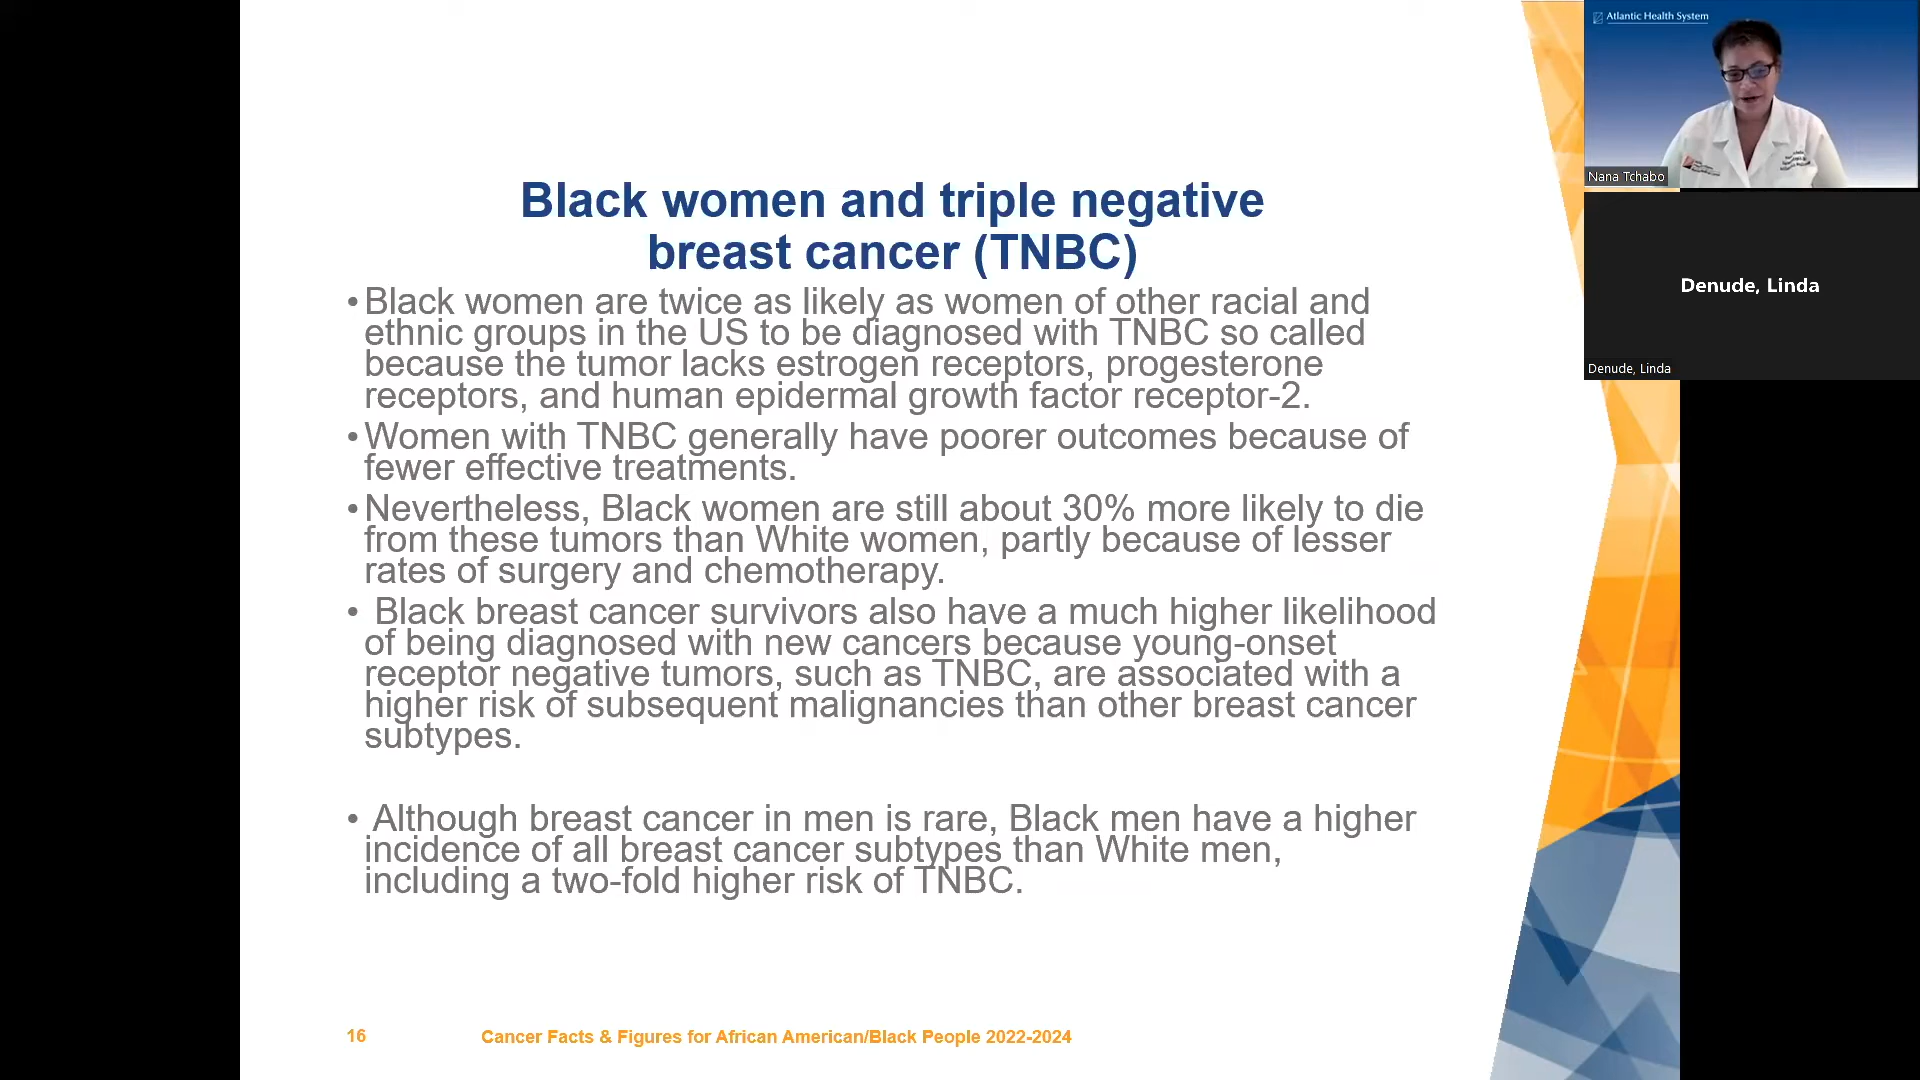 Black women and triple negative
breast cancer (TNBC)
• Black women are twice as likely as women of other racial and
ethnic groups in the US to be diagnosed with TNBC so called
because the tumor lacks estrogen receptors, progesterone
receptors, and human epidermal growth factor receptor-2.
• Women with TNBC generally have poorer outcomes because of
fewer effective treatments.
• Nevertheless, Black women are still about 30% more likely to die
from these tumors than White women, partly because of lesser
rates of surgery and chemotherapy.
• Black breast cancer survivors also have a much higher likelihood
of being diagnosed with new cancers because young-onset
receptor negative tumors, such as TNBC, are associated with a
higher risk of subsequent malignancies than other breast cancer
subtypes.
• Although breast cancer in men is rare, Black men have a higher
incidence of all breast cancer subtypes than White men,
including a two-fold higher risk of TNBC.
16 Cancer Facts & Figures for African American/Black People 2022-2024
Atlantic Health System
Nana Tchabo
Denude, Linda
Denude, Linda